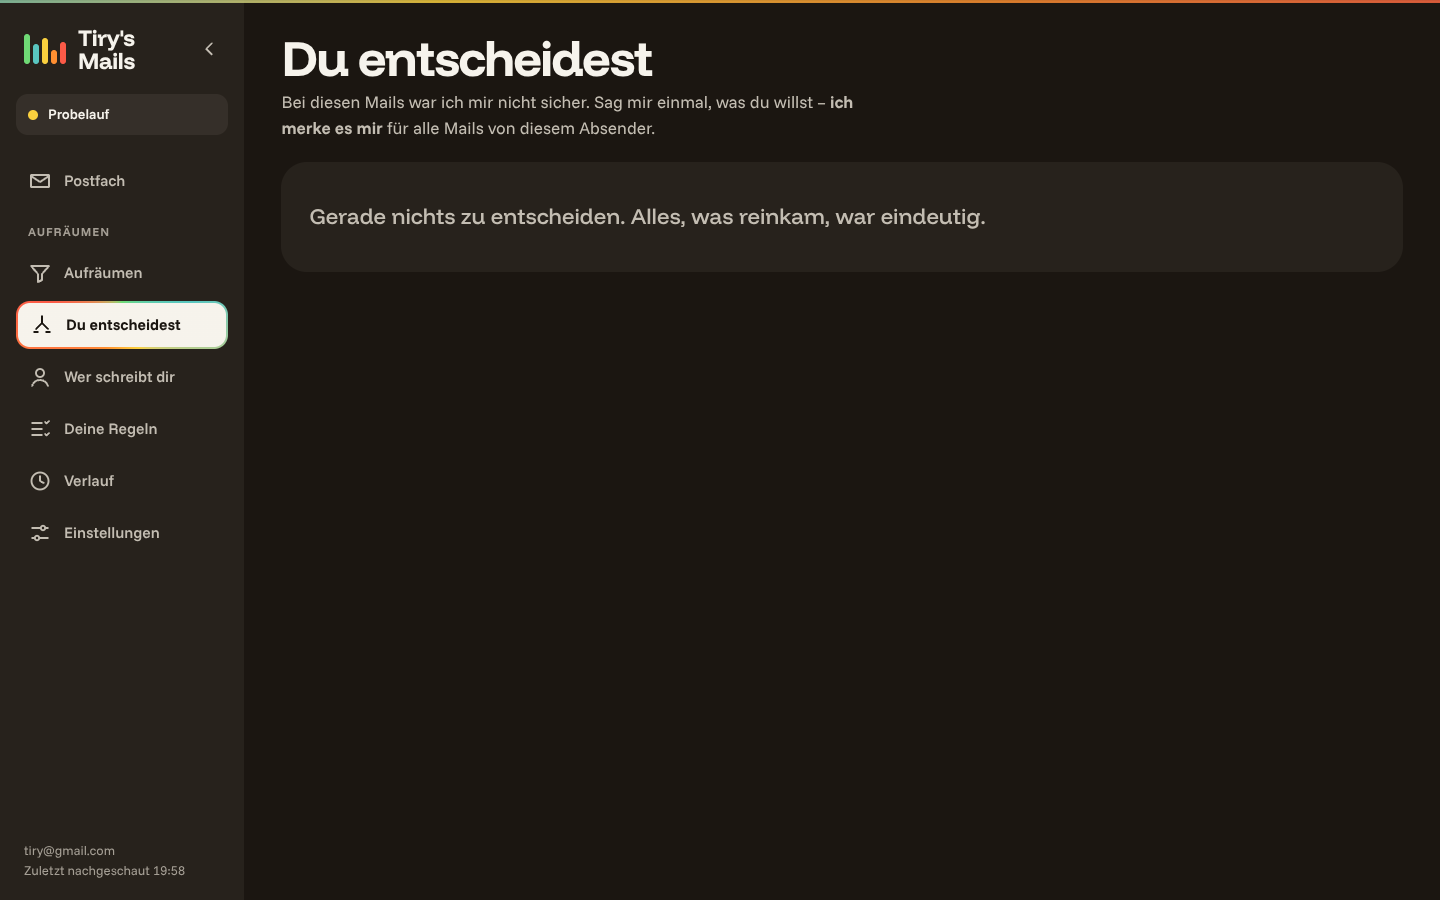 Tiry's
Mails
Probelauf
Postfach
AUFRÄUMEN
Aufräumen
Du entscheidest
Wer schreibt dir
Deine Regeln
Verlauf
Einstellungen
tiry@gmail.com
Zuletzt nachgeschaut 19:58
Du entscheidest
Bei diesen Mails war ich mir nicht sicher. Sag mir einmal, was du willst – ich
merke es mir für alle Mails von diesem Absender.
Gerade nichts zu entscheiden. Alles, was reinkam, war eindeutig.